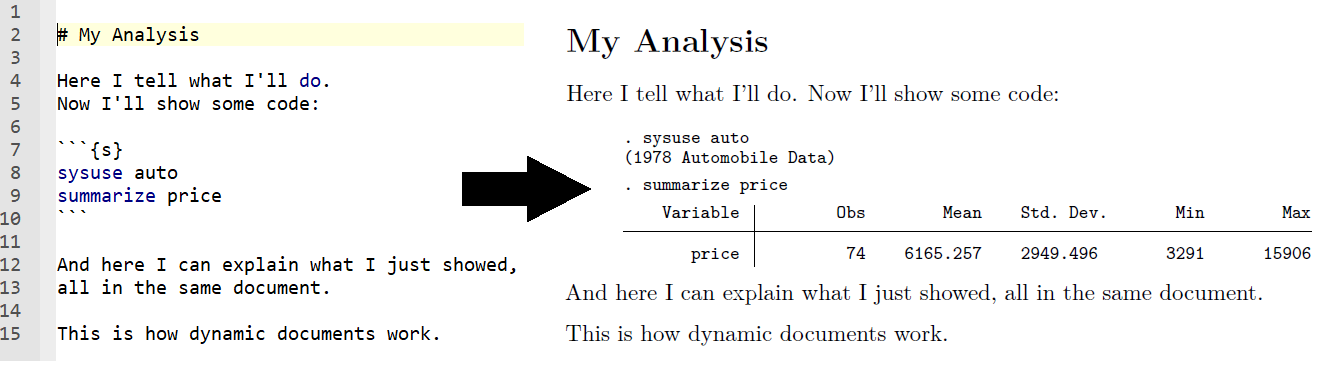 1
2 # My Analysis
3
4 Here I tell what I'll do.
5 Now I'll show some code:
6
7 ```{s}
8 sysuse auto
9 summarize price
10 ```
11
12 And here I can explain what I just showed,
13 all in the same document.
14
15 This is how dynamic documents work.
My Analysis
Here I tell what I'll do. Now I'll show some code:
. sysuse auto
(1978 Automobile Data)
. summarize price
Variable Obs Mean Std. Dev. Min Max
price 74 6165.257 2949.496 3291 15906
And here I can explain what I just showed, all in the same document.
This is how dynamic documents work.